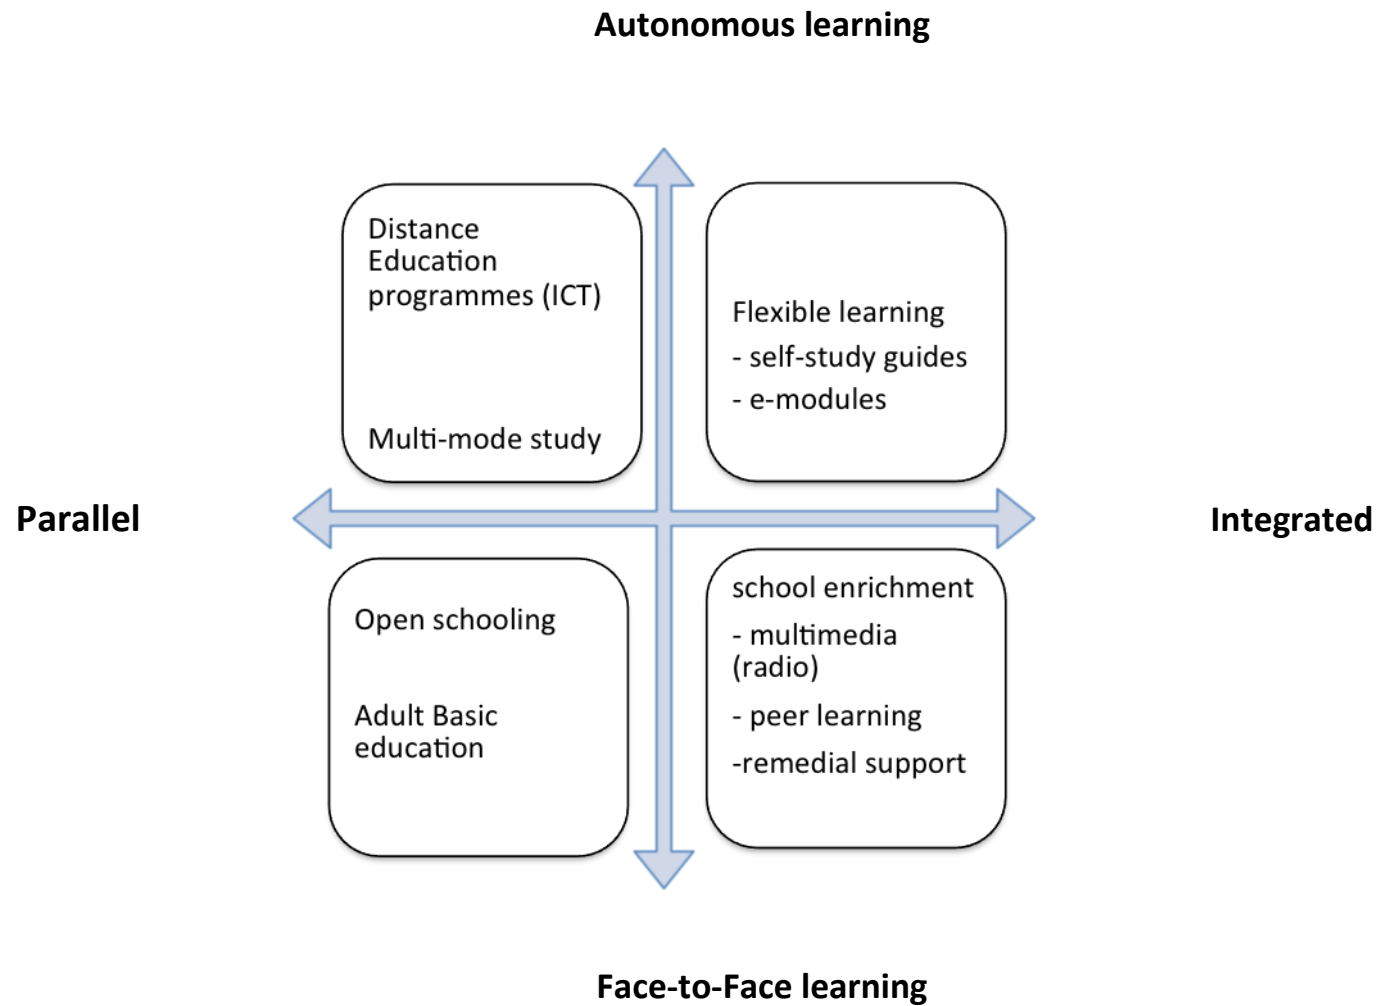 Autonomous learning
Distance
Education
programmes (ICT)
Multi-mode study
Flexible learning
- self-study guides
- e-modules
Parallel
Integrated
Open schooling
Adult Basic
education
school enrichment
- multimedia
(radio)
- peer learning
-remedial support
Face-to-Face learning